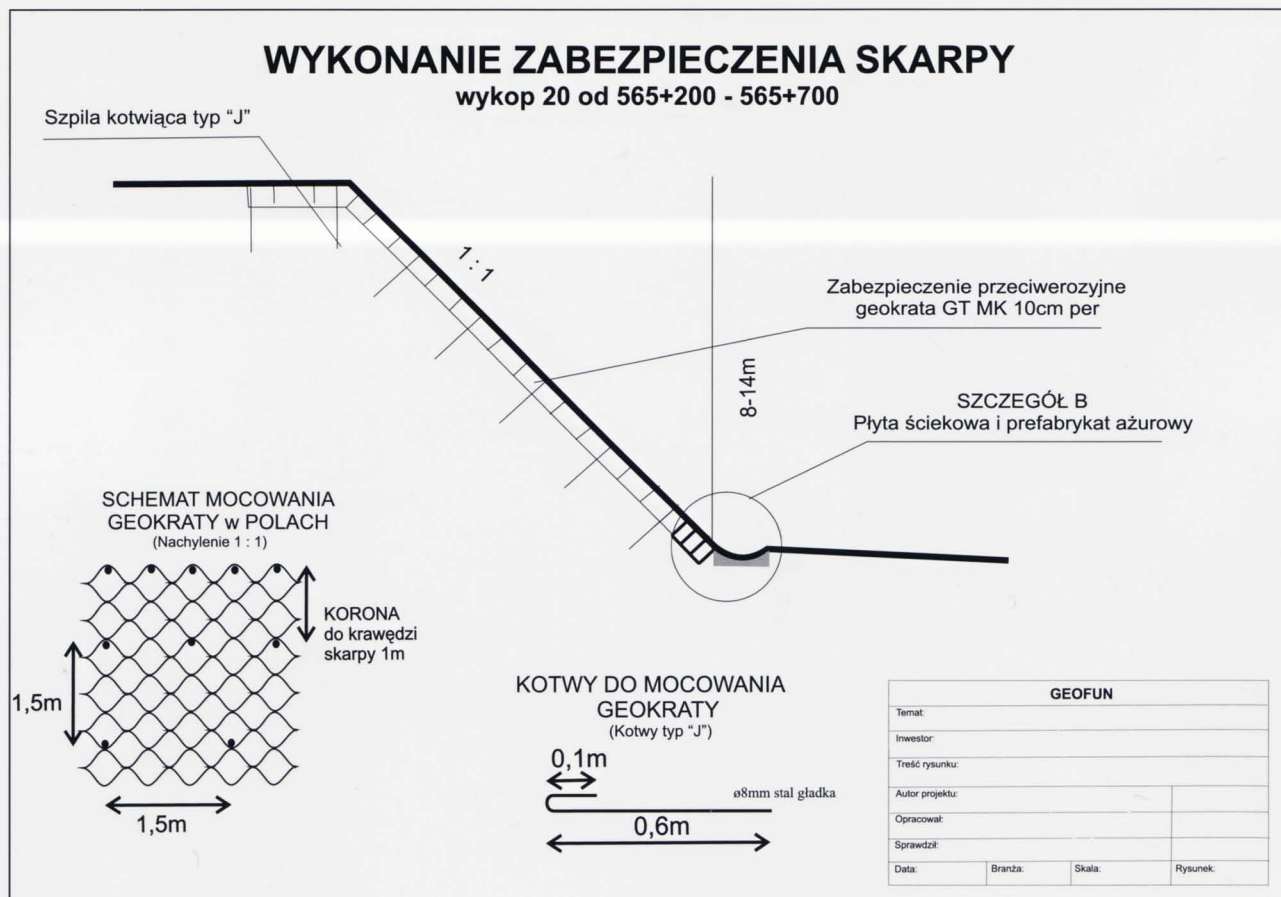 WYKONANIE ZABEZPIECZENIA SKARPY
wykop 20 od 565+200 - 565+700
Szpila kotwiąca typ “J”
1 : 1
Zabezpieczenie przeciwerozyjne
geokrata GT MK 10cm per
8-14m
SZCZEGÓŁ B
Płyta ściekowa i prefabrykat ażurowy
SCHEMAT MOCOWANIA
GEOKRATY w POLACH
(Nachylenie 1 : 1)
KORONA
do krawędzi
skarpy 1m
1,5m
1,5m
KOTWY DO MOCOWANIA
GEOKRATY
(Kotwy typ “J”)
0,1m
ø8mm stal gładka
0,6m
GEOFUN
Temat:
Inwestor:
Treść rysunku:
Autor projektu:
Opracował:
Sprawdził:
Data: Branża: Skala: Rysunek: